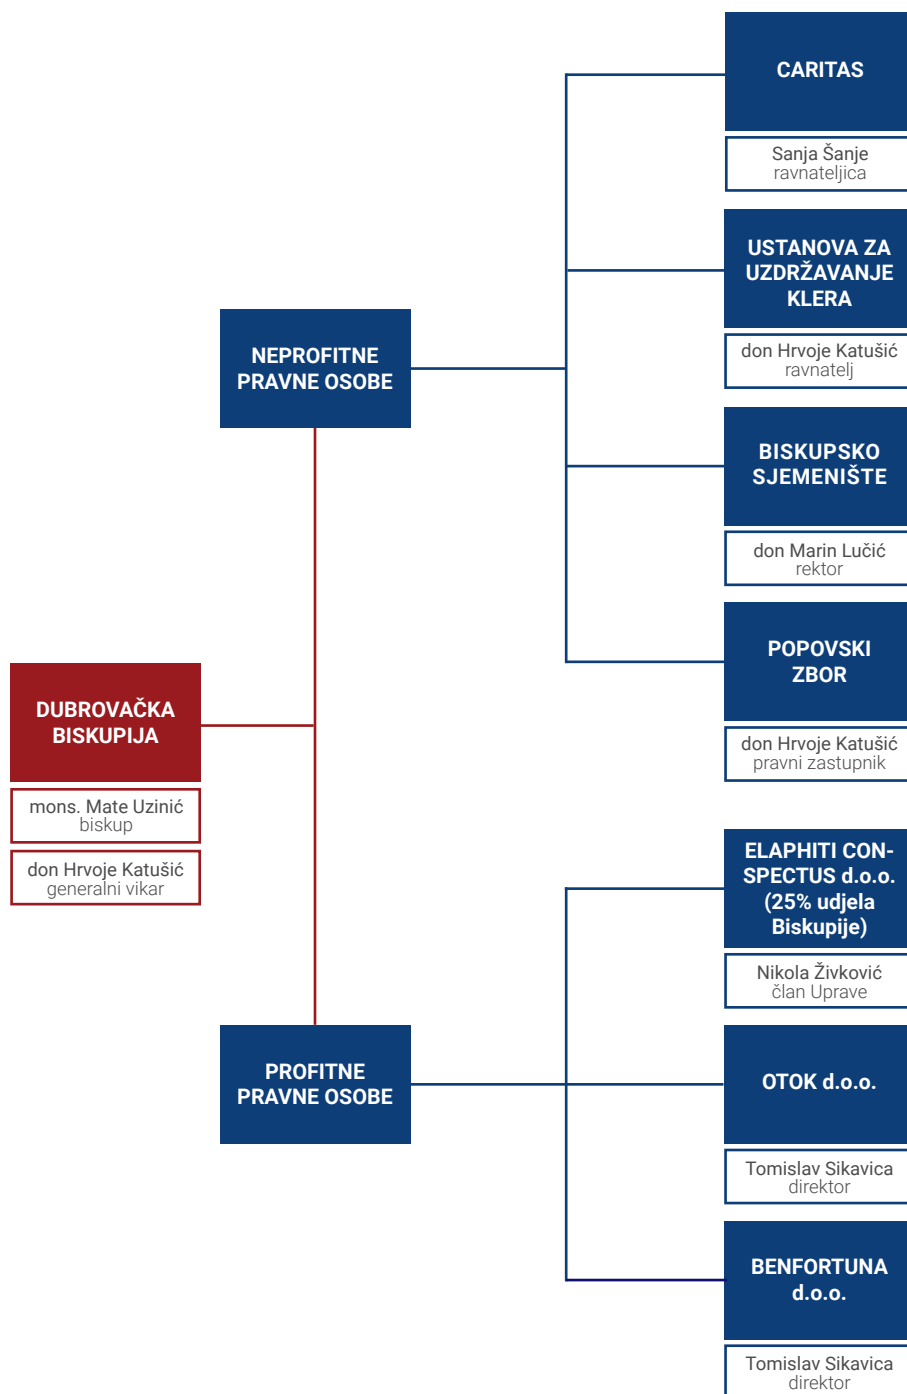 CARITAS
Sanja Šanje
ravnateljica
USTANOVA ZA
UZDRŽAVANJE
KLERA
don Hrvoje Katušić
ravnatelj
NEPROFITNE
PRAVNE OSOBE
BISKUPSKO
SJEMENIŠTE
don Marin Lučić
rektor
POPOVSKI
ZBOR
don Hrvoje Katušić
pravni zastupnik
DUBROVAČKA
BISKUPIJA
mons. Mate Uzinić
biskup
don Hrvoje Katušić
generalni vikar
ELAPHITI CON-
SPECTUS d.o.o.
(25% udjela
Biskupije)
Nikola Živković
član Uprave
PROFITNE
PRAVNE OSOBE
OTOK d.o.o.
Tomislav Sikavica
direktor
BENFORTUNA
d.o.o.
Tomislav Sikavica
direktor